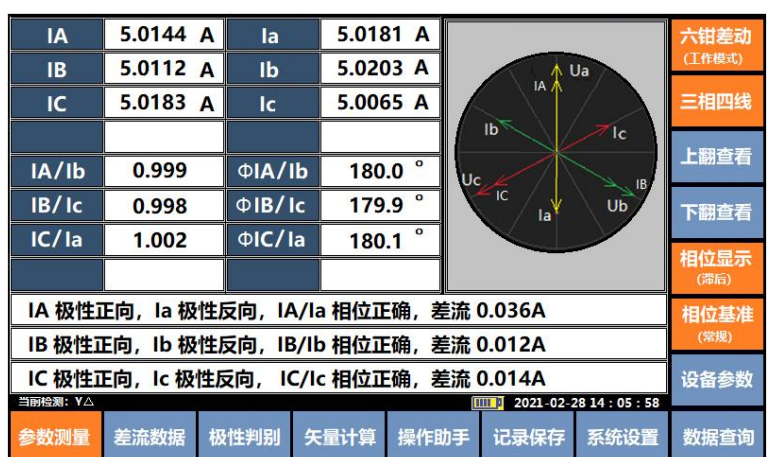 IA 5.0144 A Ia 5.0181 A
IB 5.0112 A Ib 5.0203 A
IC 5.0183 A Ic 5.0065 A
IA/Ib 0.999 ΦIA/Ib 180.0 °
IB/Ic 0.998 ΦIB/Ic 179.9 °
IC/Ia 1.002 ΦIC/Ia 180.1 °
Ua
IA
Ib
Ic
Uc
IC
Ia
IB
Ub
IA 极性正向，Ia 极性反向，IA/Ia 相位正确，差流 0.036A
IB 极性正向，Ib 极性反向，IB/Ib 相位正确，差流 0.012A
IC 极性正向，Ic 极性反向， IC/Ic 相位正确，差流 0.014A
当前检测：Y△ 2021-02-28 14：05：58
六钳差动
(工作模式)
三相四线
上翻查看
下翻查看
相位显示
(滞后)
相位基准
(常规)
设备参数
参数测量 差流数据 极性判别 矢量计算 操作助手 记录保存 系统设置 数据查询